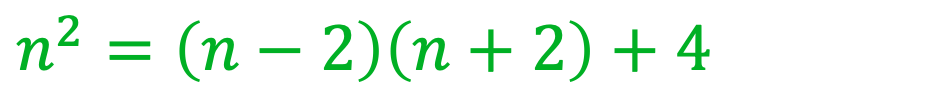 n² = (n − 2)(n + 2) + 4